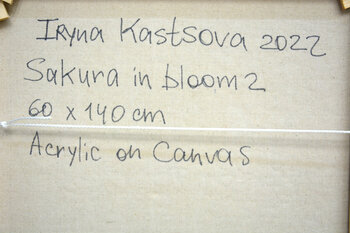 Iryna Kastsova 2022
Sakura in bloom 2
60 x 140 cm
Acrylic on Canvas